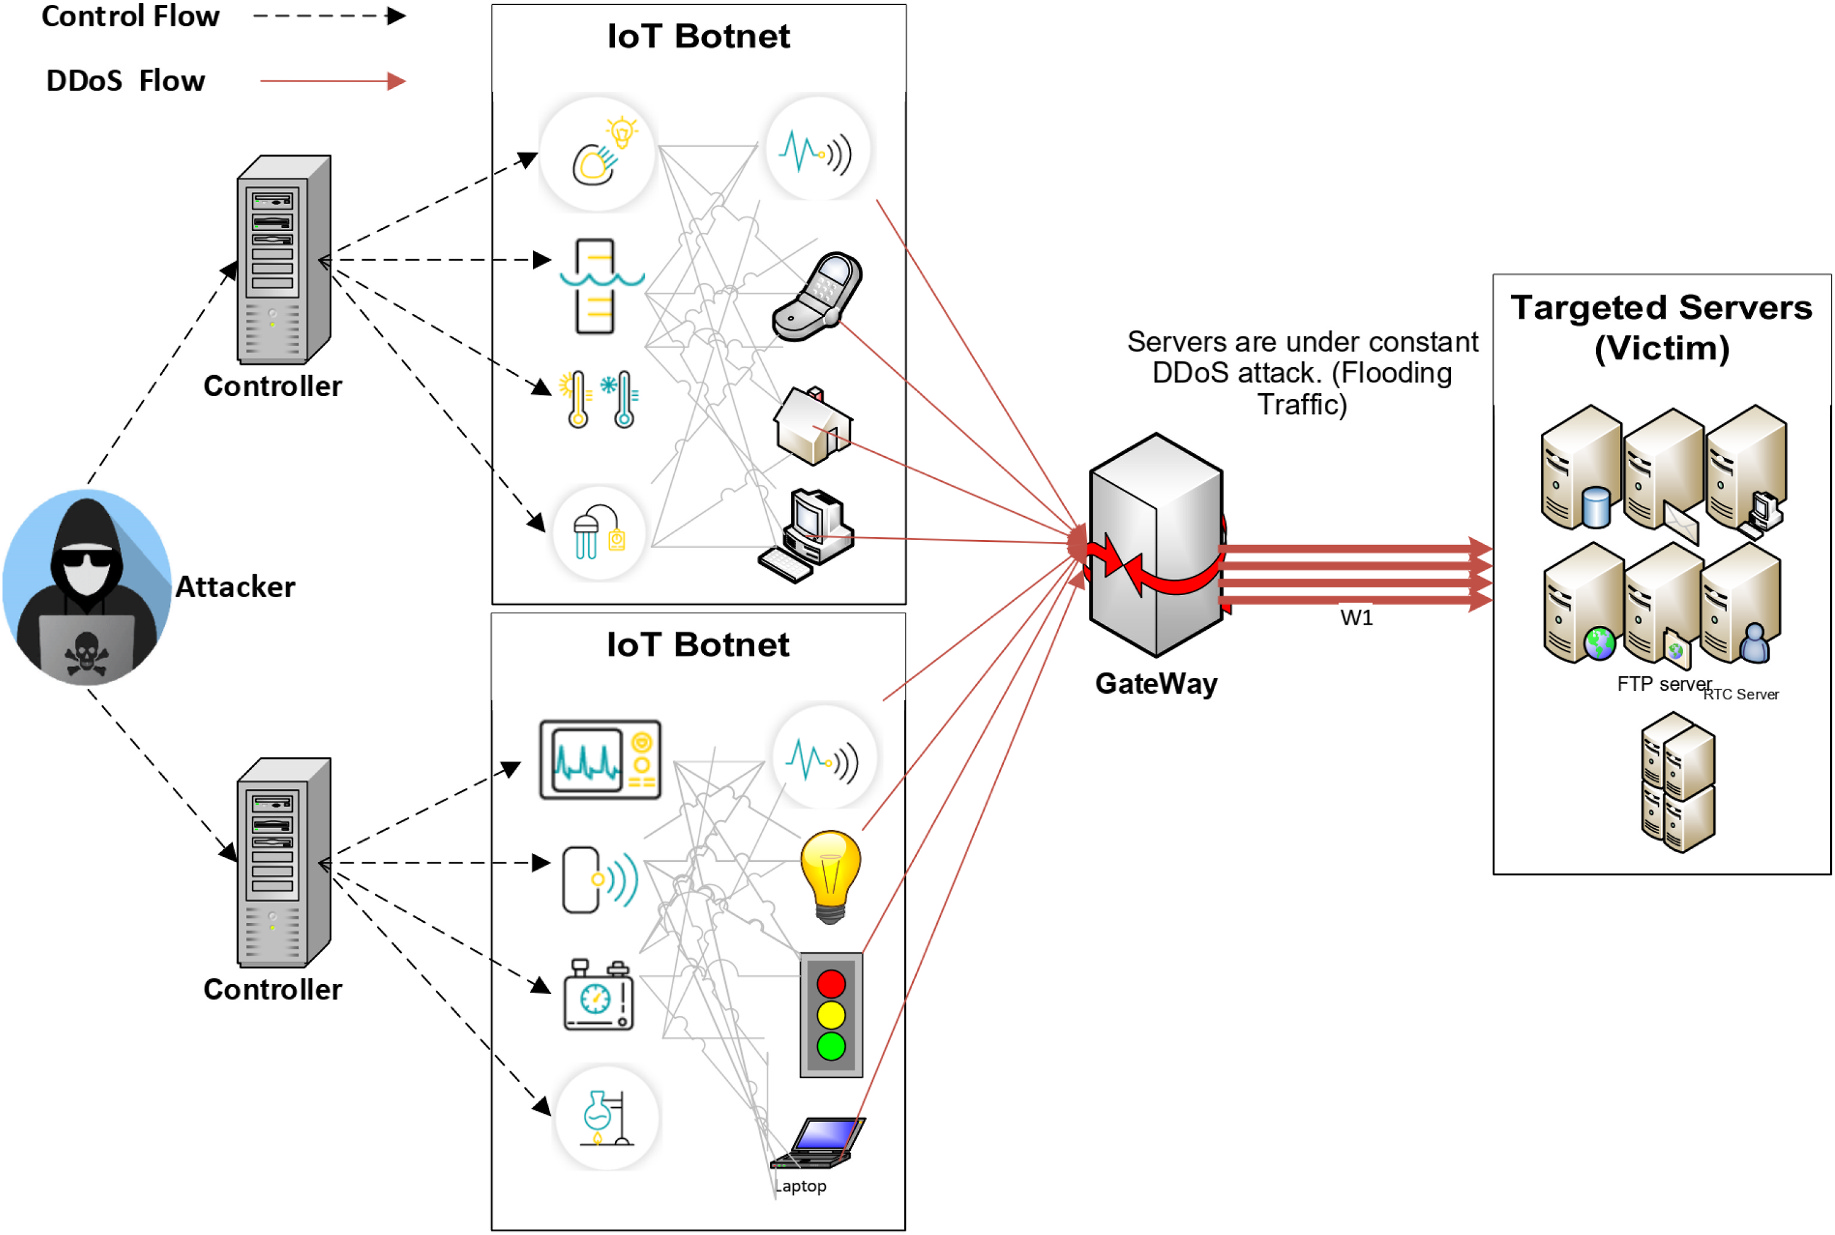 Control Flow
DDoS Flow
IoT Botnet
Controller
Attacker
IoT Botnet
Laptop
Controller
Servers are under constant
DDoS attack. (Flooding
Traffic)
GateWay
W1
Targeted Servers
(Victim)
FTP server
RTC Server